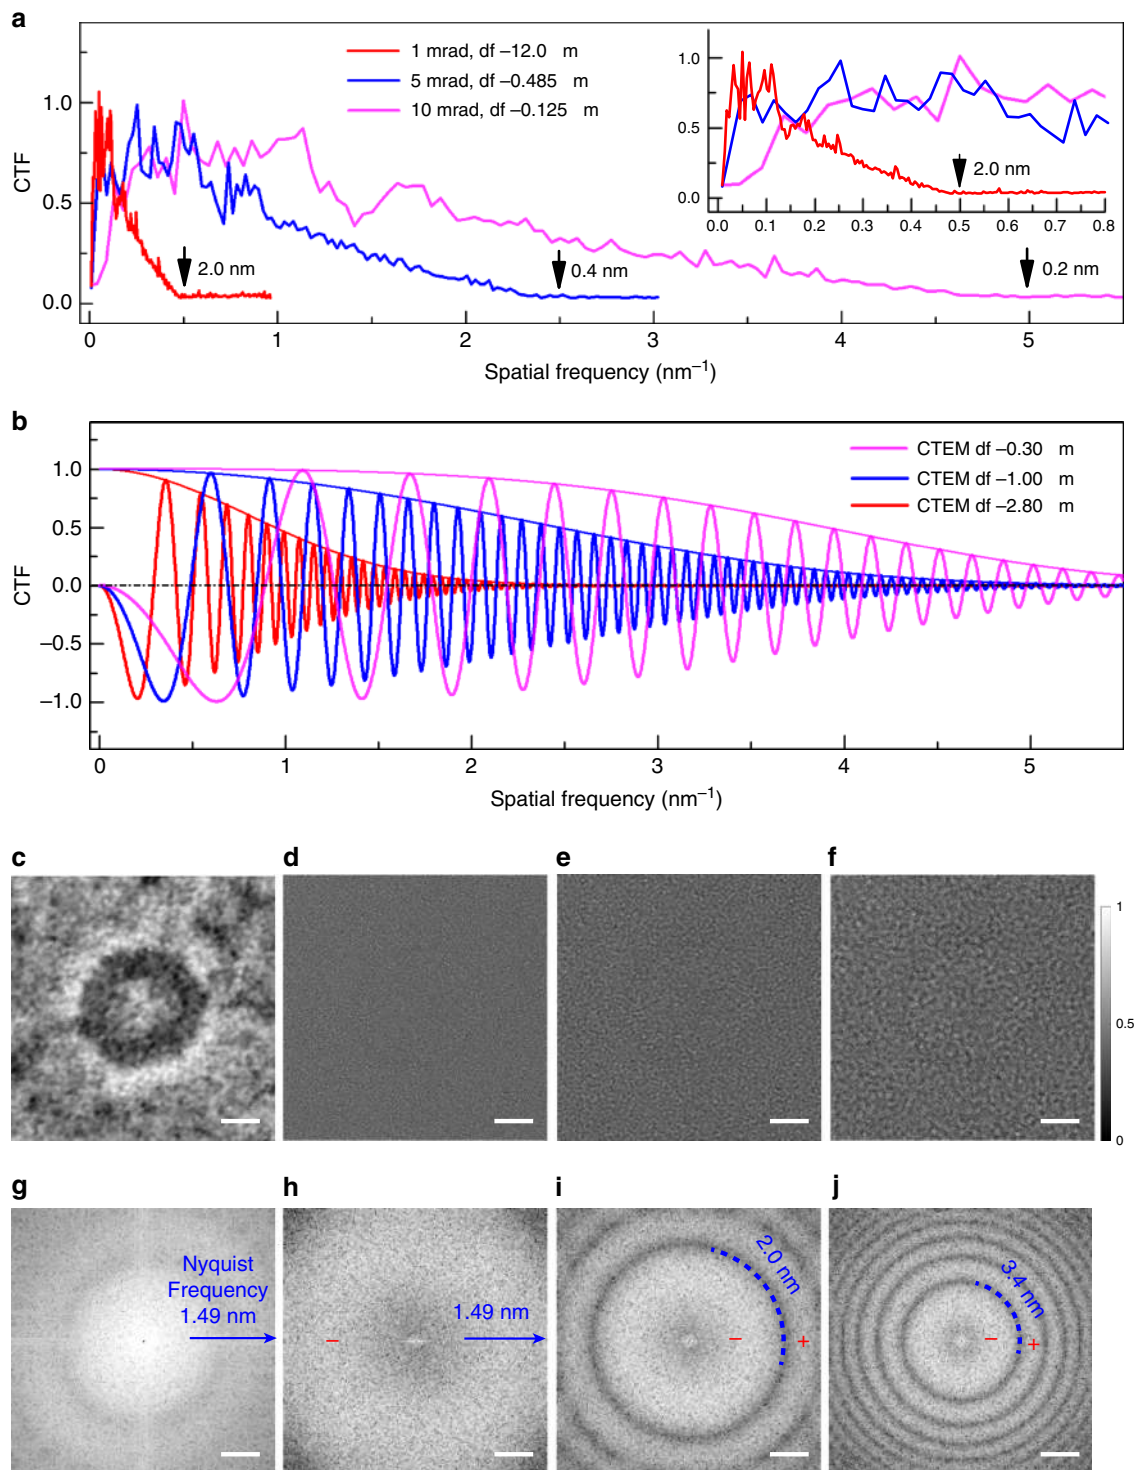 a
1 mrad, df –12.0 m
5 mrad, df –0.485 m
10 mrad, df –0.125 m
CTF
1.0
0.5
0.0
2.0 nm
0.4 nm
0.2 nm
0 1 2 3 4 5
Spatial frequency (nm–1)
1.0
0.5
0.0
2.0 nm
0.0 0.1 0.2 0.3 0.4 0.5 0.6 0.7 0.8
b
CTEM df –0.30 m
CTEM df –1.00 m
CTEM df –2.80 m
CTF
1.0
0.5
0.0
–0.5
–1.0
0 1 2 3 4 5
Spatial frequency (nm–1)
c d e f
1
0.5
0
g h i j
Nyquist
Frequency
1.49 nm
–
1.49 nm
2.0 nm
– +
3.4 nm
– +